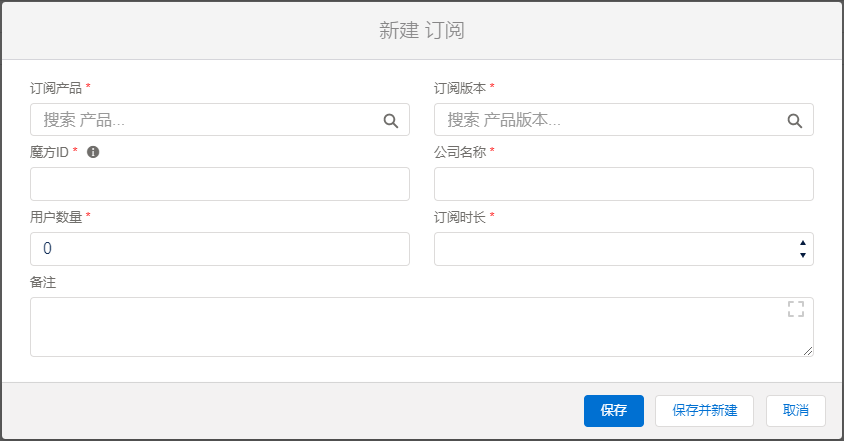 新建 订阅
订阅产品 * 订阅版本 *
搜索 产品... 搜索 产品版本...
魔方ID * 公司名称 *
用户数量 * 订阅时长 *
0
备注
保存 保存并新建 取消